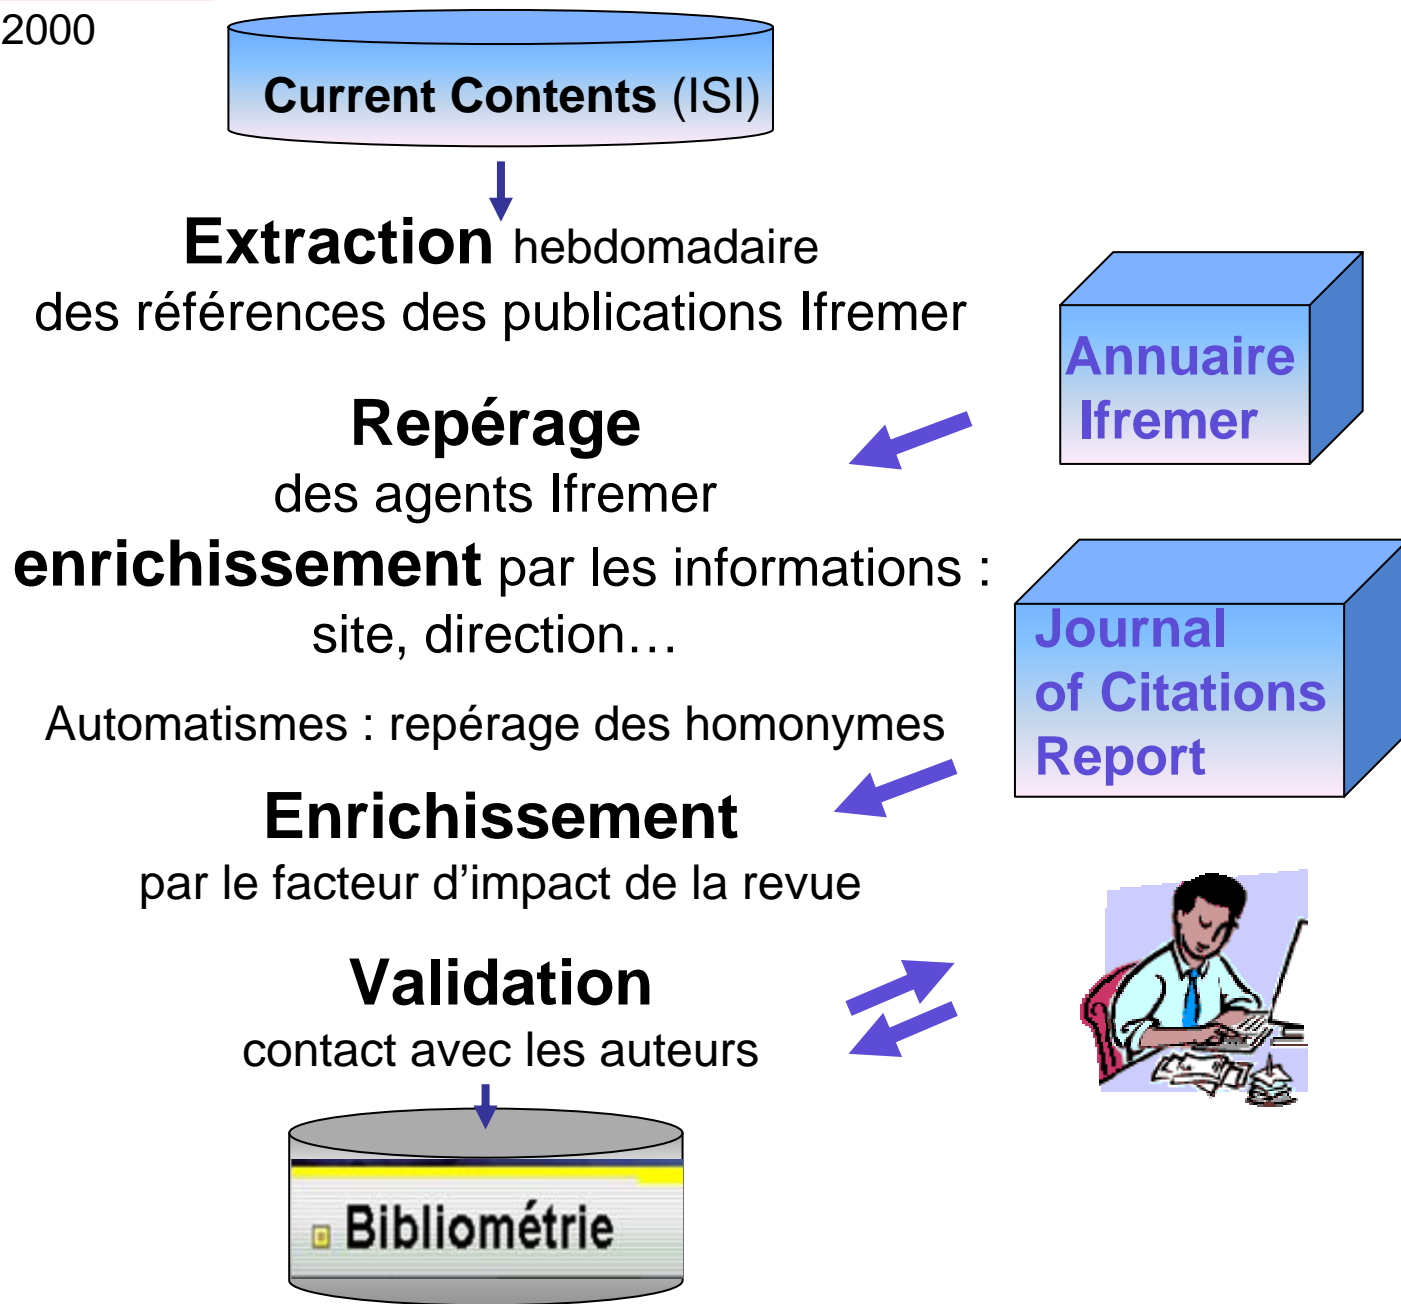 2000
Current Contents (ISI)
Extraction hebdomadaire
des références des publications Ifremer
Annuaire
Ifremer
Repérage
des agents Ifremer
enrichissement par les informations :
site, direction…
Journal
of Citations
Report
Automatismes : repérage des homonymes
Enrichissement
par le facteur d’impact de la revue
Validation
contact avec les auteurs
Bibliométrie